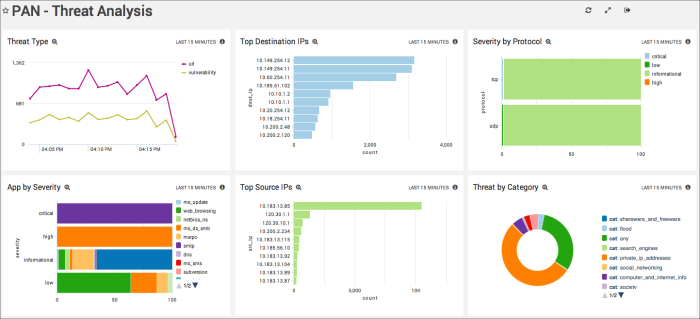 PAN - Threat Analysis
Threat Type
LAST 15 MINUTES
1,362
681
0
04:05 PM
04:10 PM
04:15 PM
url
vulnerability
Top Destination IPs
LAST 15 MINUTES
dest_ip
10.149.254.12
10.149.254.11
10.50.254.11
10.189.51.102
10.10.1.2
10.10.1.1
10.20.254.12
10.18.254.11
10.200.2.48
10.200.2.120
0
2,000
4,000
count
Severity by Protocol
LAST 15 MINUTES
protocol
tcp
udp
0
50
100
critical
low
informational
high
App by Severity
LAST 15 MINUTES
severity
critical
high
informational
low
0
50
100
ms_update
web_browsing
netbios_ns
ms_ds_smb
msrpc
smtp
dns
ms_sms
subversion
1/2
Top Source IPs
LAST 15 MINUTES
src_ip
10.183.13.85
120.30.1.1
120.30.10.1
10.200.2.234
10.183.13.115
10.189.56.10
10.183.13.92
10.183.13.104
10.183.13.89
10.183.13.87
0
5,000
10K
count
Threat by Category
LAST 15 MINUTES
cat: shareware_and_freeware
cat: flood
cat: any
cat: search_engines
cat: private_ip_addresses
cat: social_networking
cat: computer_and_internet_info
cat: society
1/2